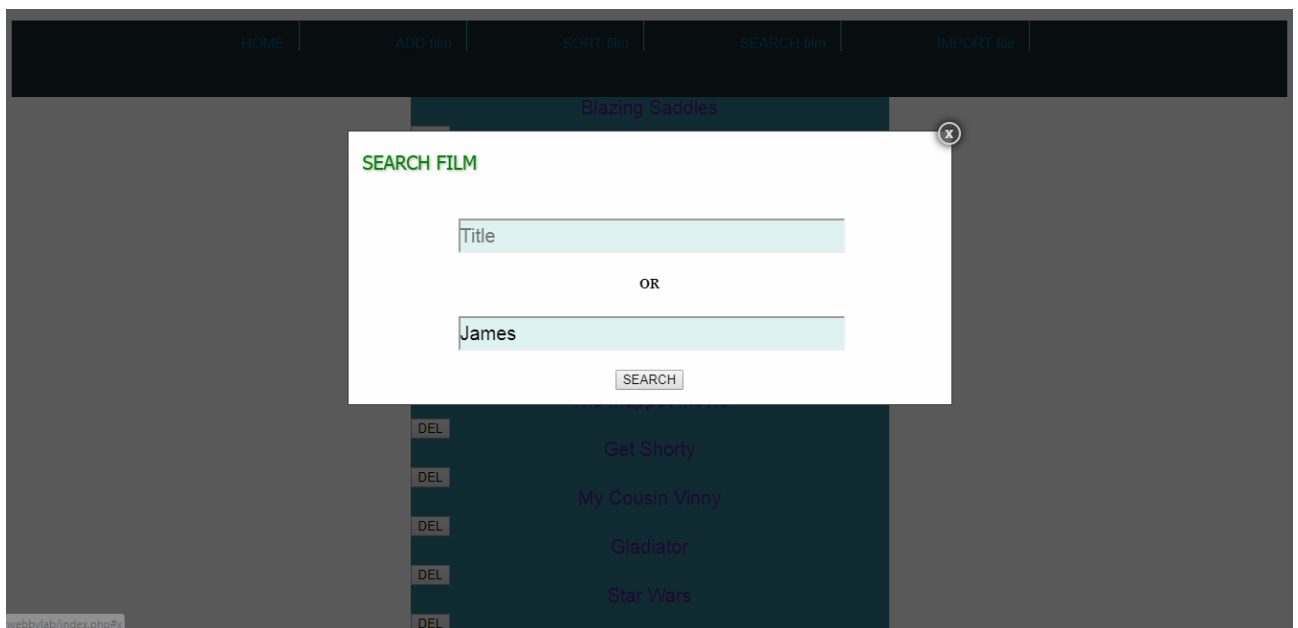 HOME ADD film SORT film SEARCH film IMPORT file
Blazing Saddles
x
SEARCH FILM
Title
OR
James
SEARCH
DEL
Get Shorty
DEL
My Cousin Vinny
DEL
Gladiator
DEL
Star Wars
DEL
webbylab/index.php#x